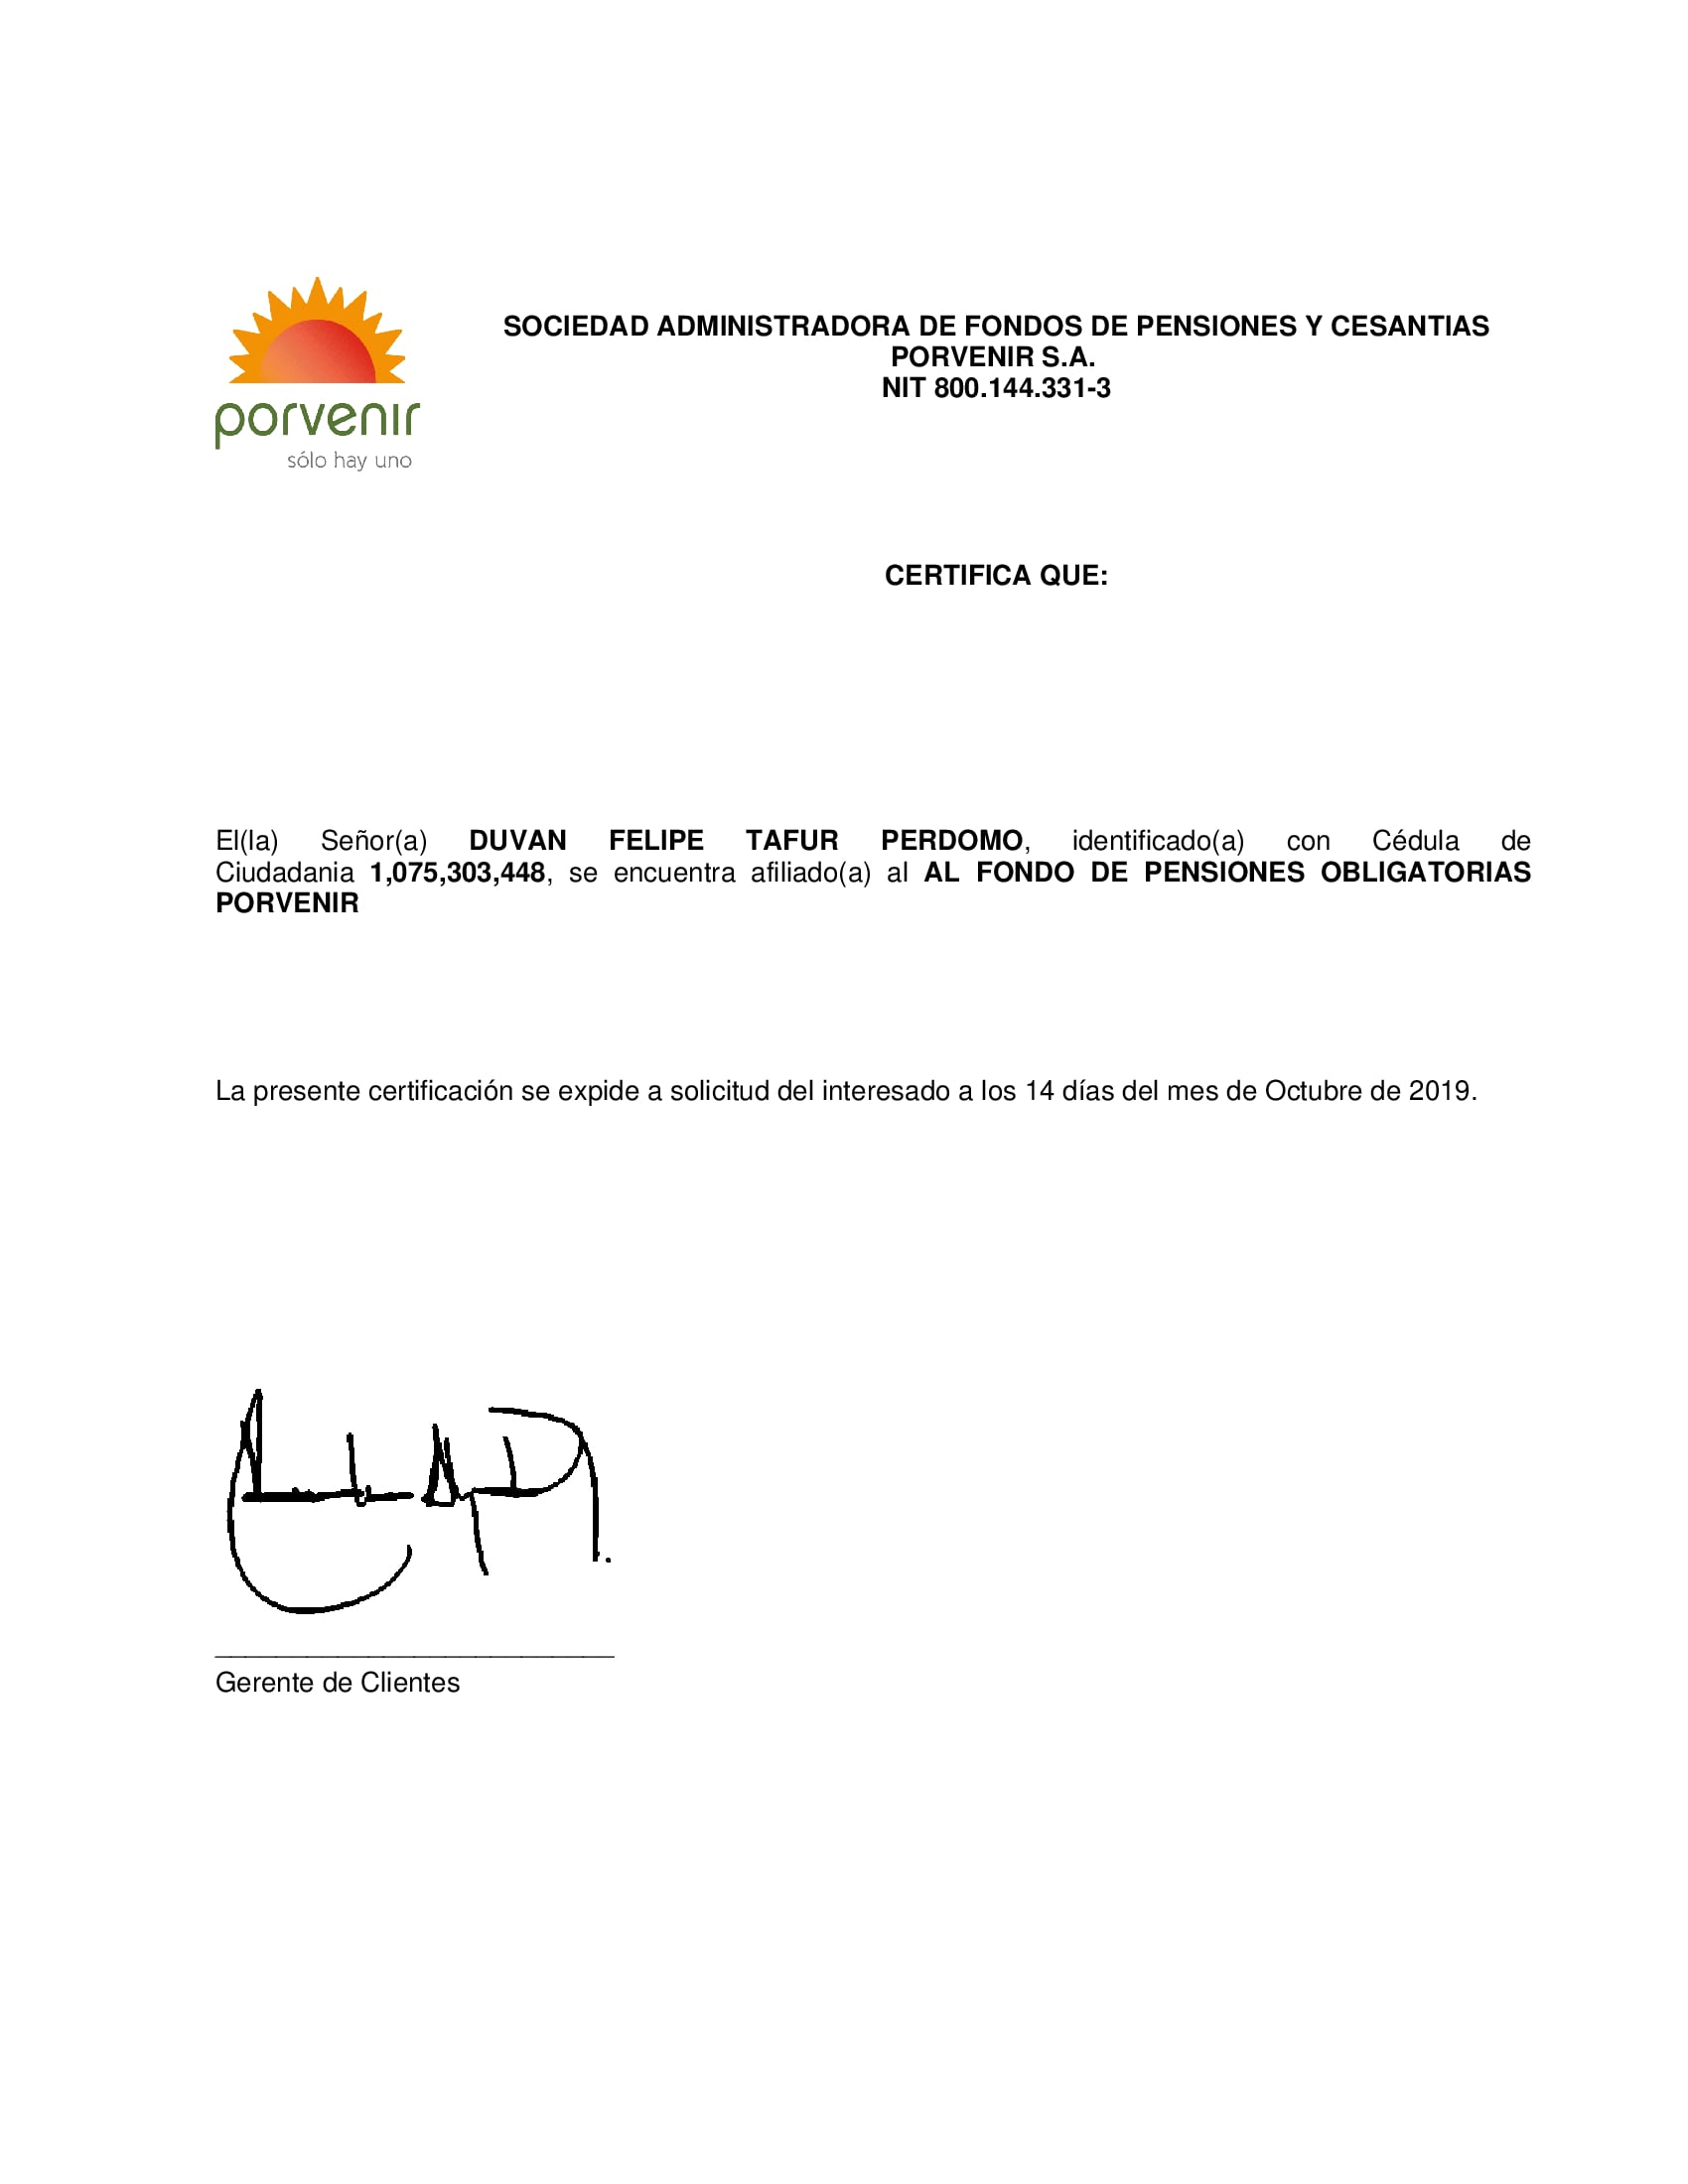 porvenir
sólo hay uno
SOCIEDAD ADMINISTRADORA DE FONDOS DE PENSIONES Y CESANTIAS
PORVENIR S.A.
NIT 800.144.331-3
CERTIFICA QUE:
El(la) Señor(a) DUVAN FELIPE TAFUR PERDOMO, identificado(a) con Cédula de
Ciudadania 1,075,303,448, se encuentra afiliado(a) al AL FONDO DE PENSIONES OBLIGATORIAS
PORVENIR
La presente certificación se expide a solicitud del interesado a los 14 días del mes de Octubre de 2019.
Gerente de Clientes